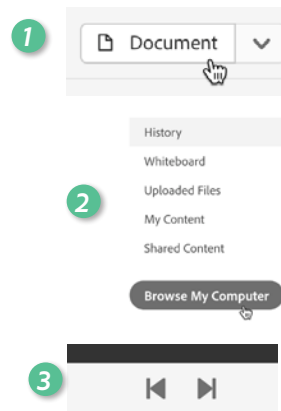 1
Document
History
Whiteboard
2
Uploaded Files
My Content
Shared Content
Browse My Computer
3